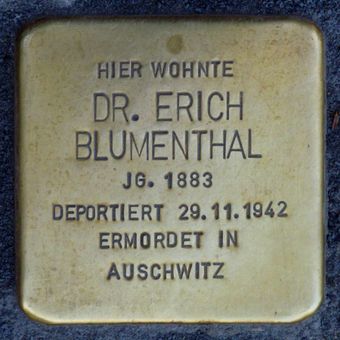 HIER WOHNTE
DR. ERICH
BLUMENTHAL
JG. 1883
DEPORTIERT 29.11.1942
ERMORDET IN
AUSCHWITZ